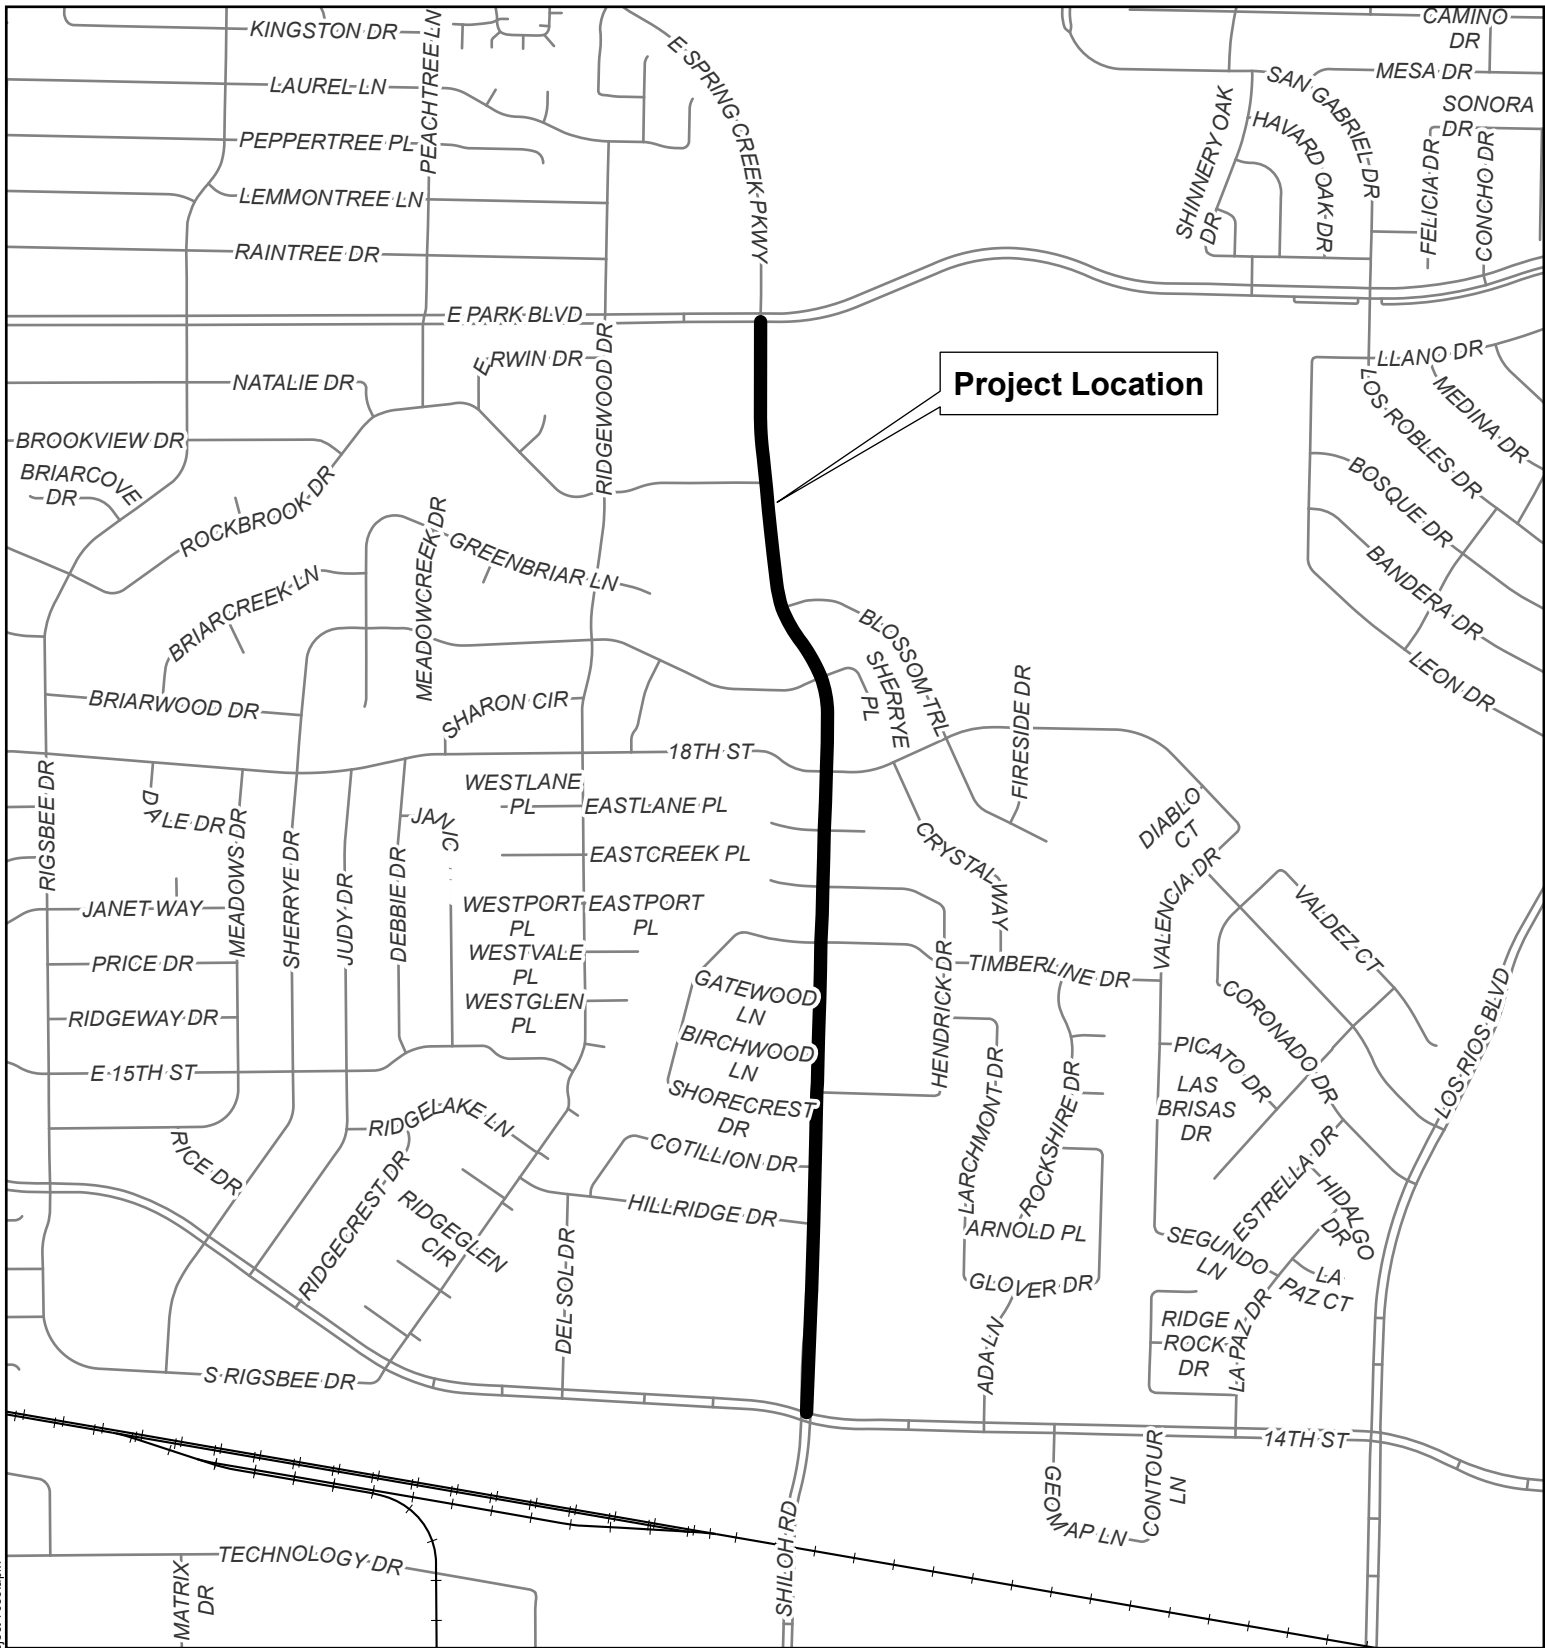 KINGSTON DR
PEACHTREE LN
E SPRING CREEK PKWY
CAMINO
DR
LAUREL LN
SAN GABRIEL DR
MESA DR
SONORA
DR
PEPPERTREE PL
SHINNERY OAK
DR
HAVARD OAK DR
FELICIA DR
CONCHO DR
LEMMONTREE LN
RAINTREE DR
E PARK BLVD
RIDGEWOOD DR
ERWIN DR
NATALIE DR
Project Location
LLANO DR
LOS ROBLES DR
MEDINA DR
BROOKVIEW DR
BRIARCOVE
DR
ROCKBROOK DR
MEADOWCREEK DR
GREENBRIAR LN
BOSQUE DR
BANDERA DR
BRIARCREEK LN
BLOSSOM TRL
SHERRYE
PL
FIRESIDE DR
LEON DR
BRIARWOOD DR
SHARON CIR
18TH ST
RIGSBEE DR
DALE DR
MEADOWS DR
SHERRYE DR
JUDY DR
DEBBIE DR
JANIC
WESTLANE
PL
EASTLANE PL
EASTCREEK PL
CRYSTAL WAY
DIABLO
CT
VALENCIA DR
VALDEZ CT
JANET WAY
WESTPORT
PL
EASTPORT
PL
PRICE DR
WESTVALE
PL
HENDRICK DR
TIMBERLINE DR
GATEWOOD
LN
WESTGLEN
PL
CORONADO DR
LOS RIOS BLVD
RIDGEWAY DR
BIRCHWOOD
LN
PICATO DR
E 15TH ST
LARCHMONT DR
ROCKSHIRE DR
LAS
BRISAS
DR
SHORECREST
DR
RIDGELAKE LN
RICE DR
COTILLION DR
ESTRELLA DR
HIDALGO
DR
RIDGECREST DR
RIDGEGLEN
CIR
HILLRIDGE DR
ARNOLD PL
SEGUNDO
LN
DEL SOL DR
GLOVER DR
LA
PAZ CT
LA PAZ DR
RIDGE
ROCK
DR
ADA LN
S RIGSBEE DR
14TH ST
GEOMAP LN
CONTOUR
LN
SHILOH RD
TECHNOLOGY DR
MATRIX
DR